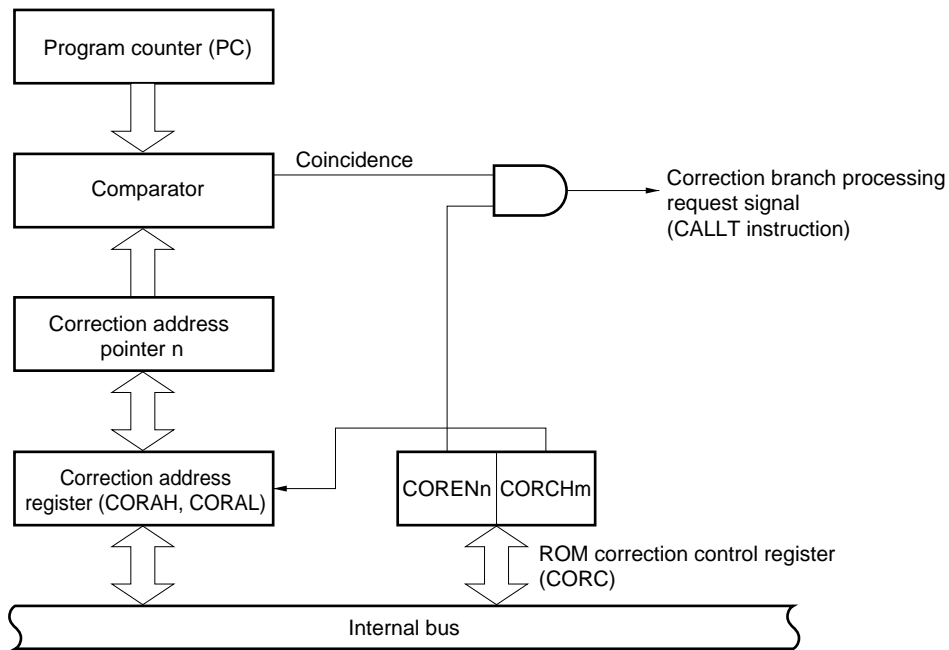 Program counter (PC)
Comparator
Coincidence
Correction branch processing
request signal
(CALLT instruction)
Correction address
pointer n
Correction address
register (CORAH, CORAL)
CORENn
CORCHm
ROM correction control register
(CORC)
Internal bus